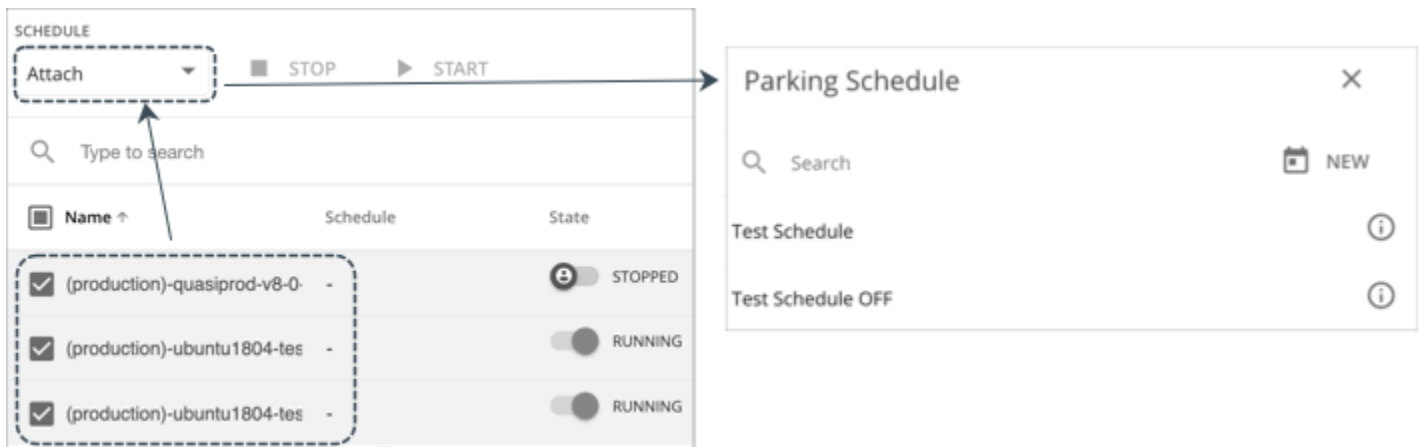 SCHEDULE
Attach
STOP START
Type to search
Name ↑ Schedule State
(production)-quasiprod-v8-0- - STOPPED
(production)-ubuntu1804-tes - RUNNING
(production)-ubuntu1804-tes - RUNNING
Parking Schedule
Search NEW
Test Schedule
Test Schedule OFF